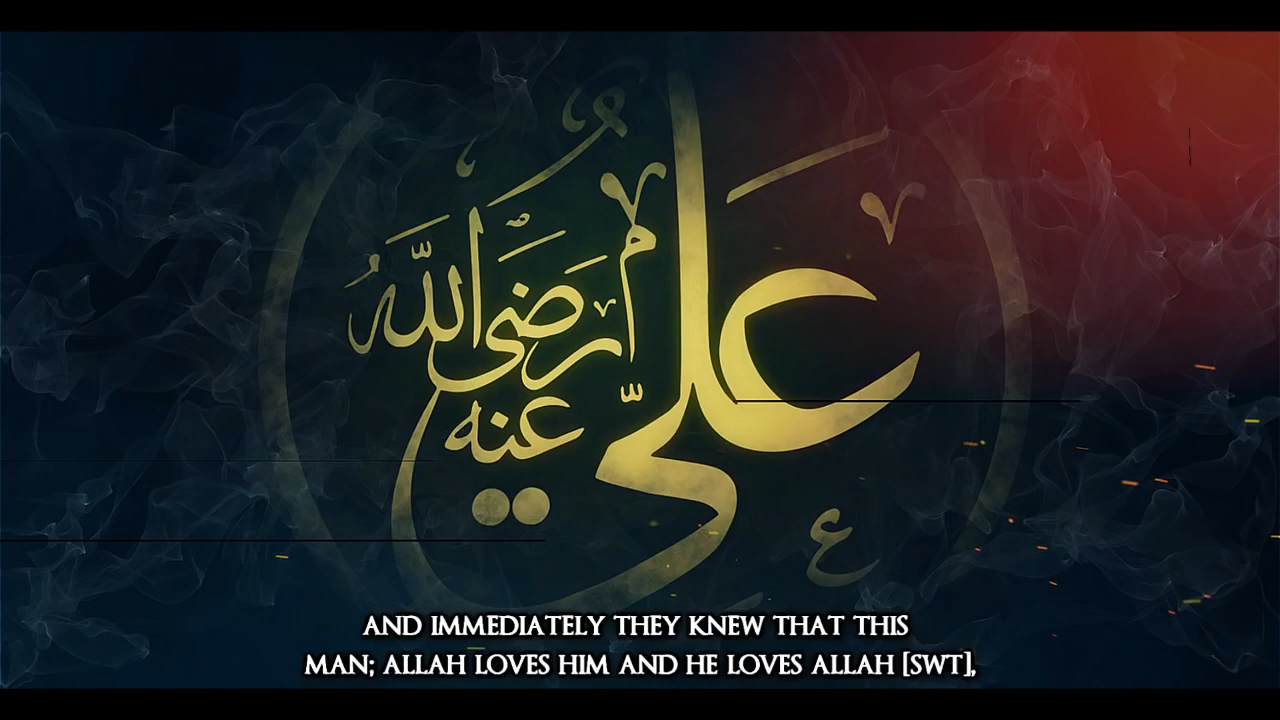 عليّ
رضي الله
عنه
AND IMMEDIATELY THEY KNEW THAT THIS
MAN; ALLAH LOVES HIM AND HE LOVES ALLAH [SWT],